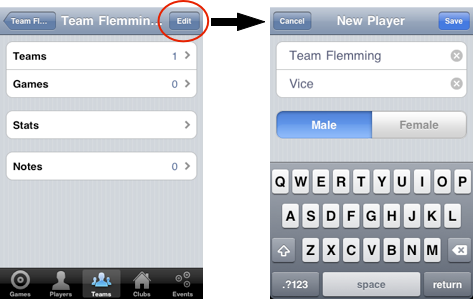 Team Fl... Team Flemmin... Edit
Teams 1
Games 0
Stats
Notes 0
Games Players Teams Clubs Events
Cancel New Player Save
Team Flemming
Vice
Male Female
Q W E R T Y U I O P
A S D F G H J K L
Z X C V B N M
.?123 space return